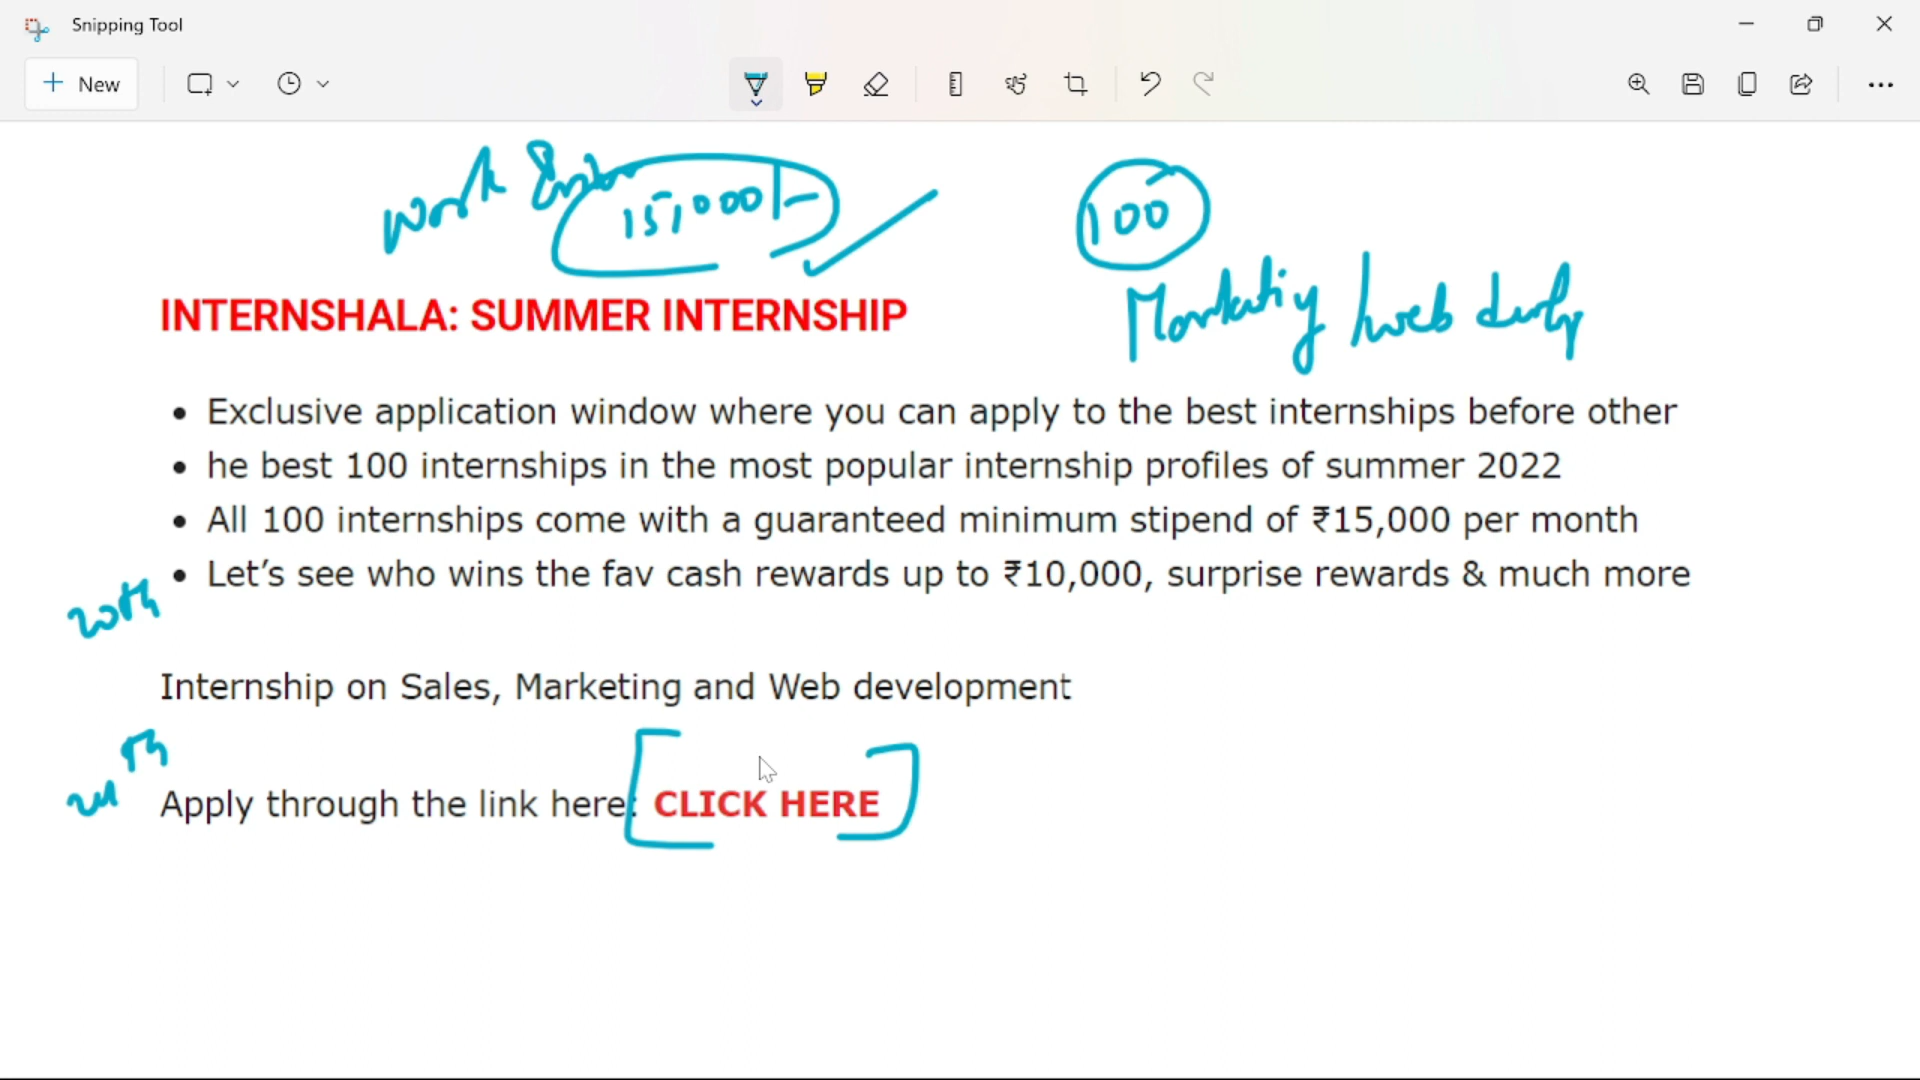 Snipping Tool
New
Work
15,000/-
100
INTERNSHALA: SUMMER INTERNSHIP
Marketing web
• Exclusive application window where you can apply to the best internships before other
• he best 100 internships in the most popular internship profiles of summer 2022
• All 100 internships come with a guaranteed minimum stipend of ₹15,000 per month
• Let’s see who wins the fav cash rewards up to ₹10,000, surprise rewards & much more
20th
Internship on Sales, Marketing and Web development
Apply through the link here: CLICK HERE